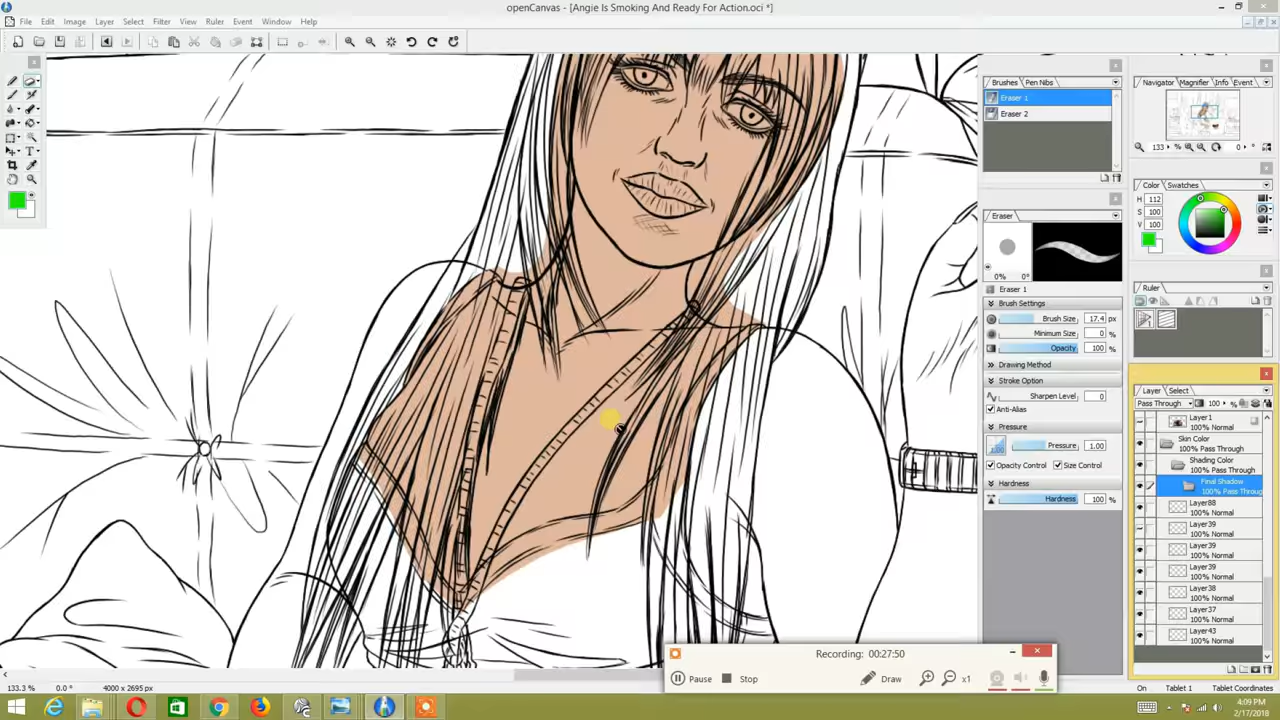 openCanvas - [Angie Is Smoking And Ready For Action.oci *]
File Edit Image Layer Select Filter View Ruler Event Window Help
Brushes Pen Nibs
Eraser 1
Eraser 2
Navigator Magnifier Info Event
133 % 0 °
Color Swatches
H 112
S 100
V 100
Eraser
0% 0°
Eraser 1
Brush Settings
Brush Size 17.4 px
Minimum Size 0 %
Opacity 100 %
Drawing Method
Stroke Option
Sharpen Level 0
Anti-Alias
Pressure
Pressure 1.00
Opacity Control Size Control
Hardness
Hardness 100 %
Ruler
Layer Select
Pass Through 100 %
Layer1
100% Normal
Skin Color
100% Pass Through
Shading Color
100% Pass Through
Final Shadow
100% Pass Throug
Layer88
100% Normal
Layer39
100% Normal
Layer39
100% Normal
Layer39
100% Normal
Layer38
100% Normal
Layer37
100% Normal
Layer43
100% Normal
Recording: 00:27:50
Pause Stop Draw x1
133.3 % 0.0 ° 4000 x 2695 px
On Tablet 1 Tablet Coordinates
4:09 PM
2/17/2018